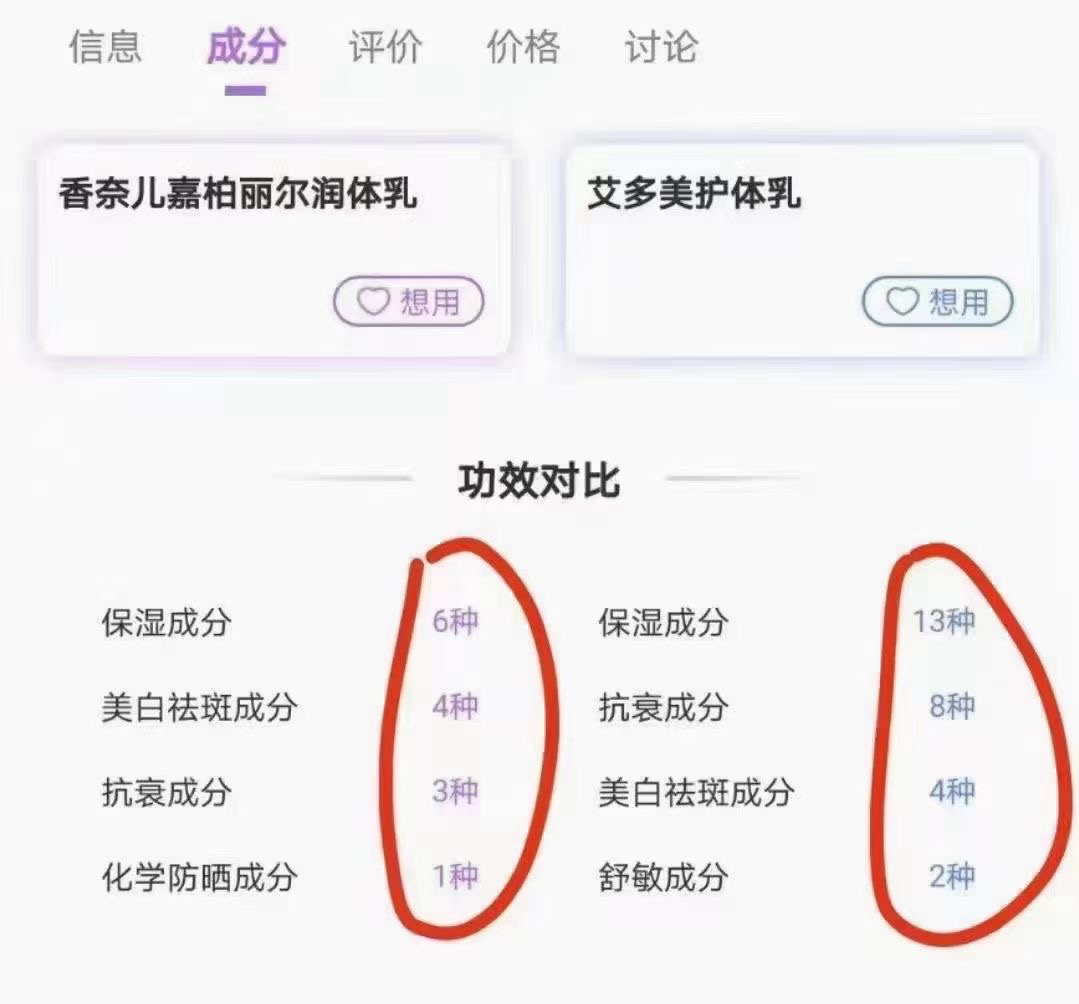 信息 成分 评价 价格 讨论
香奈儿嘉柏丽尔润体乳 艾多美护体乳
想用 想用
功效对比
保湿成分 6种 保湿成分 13种
美白祛斑成分 4种 抗衰成分 8种
抗衰成分 3种 美白祛斑成分 4种
化学防晒成分 1种 舒敏成分 2种